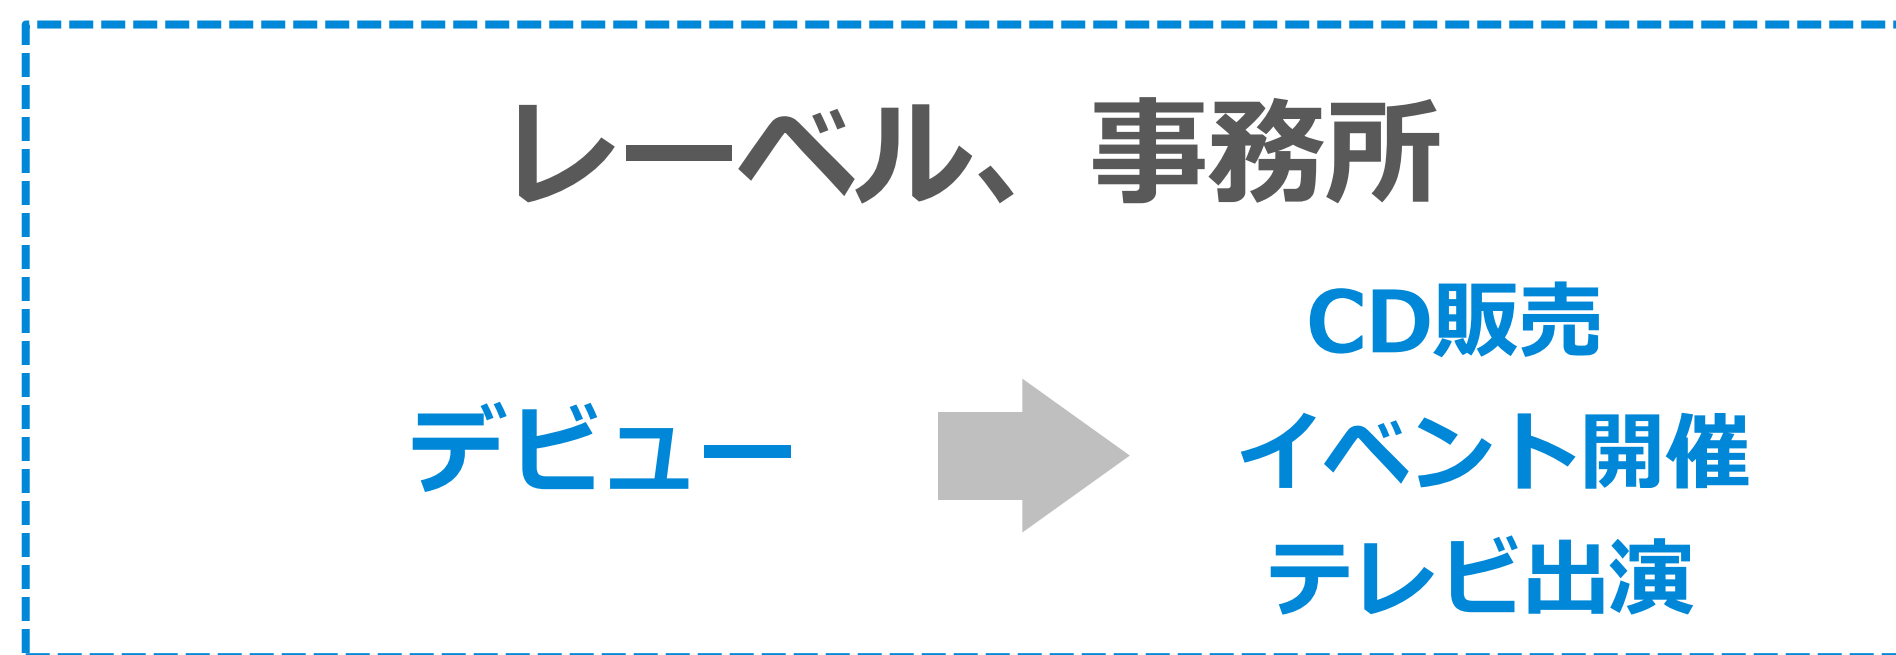 レーベル、事務所
CD販売
デビュー
イベント開催
テレビ出演